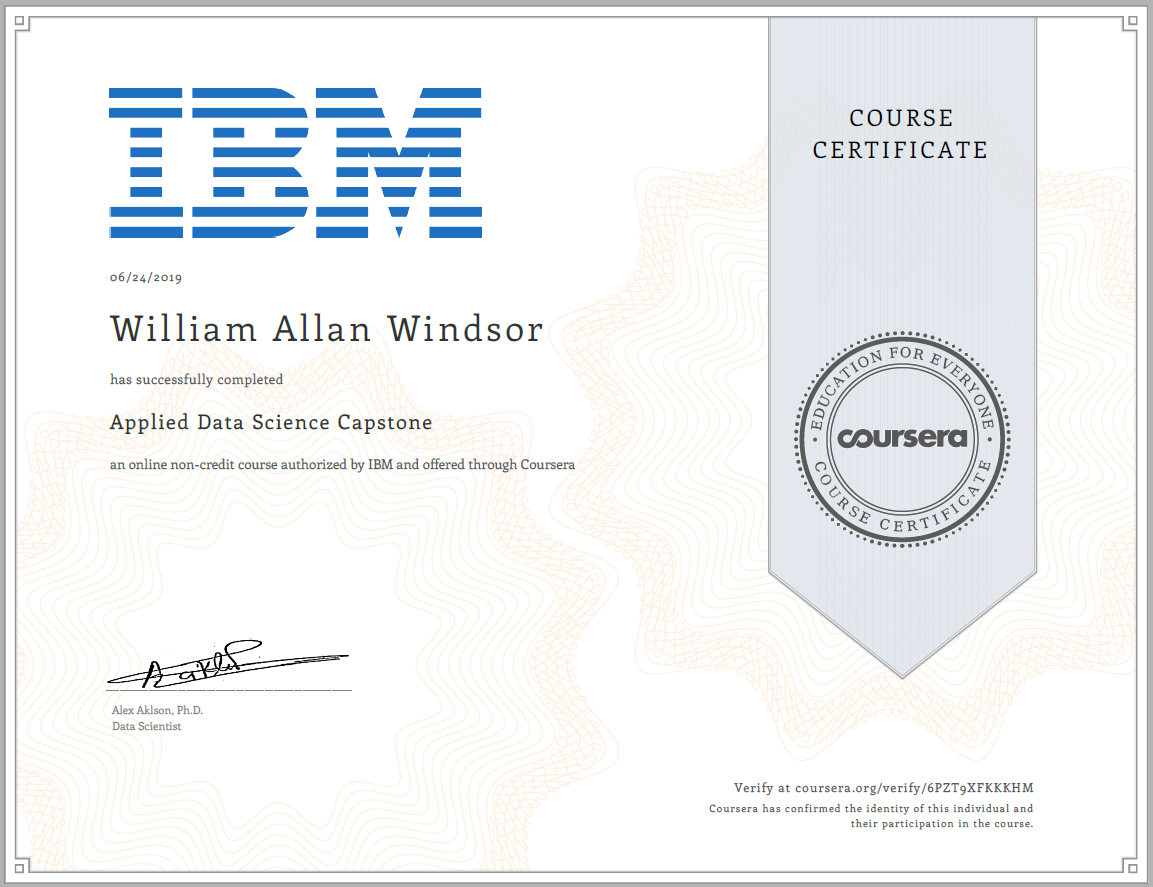 IBM
COURSE
CERTIFICATE
06/24/2019
William Allan Windsor
has successfully completed
Applied Data Science Capstone
an online non-credit course authorized by IBM and offered through Coursera
EDUCATION FOR EVERYONE
coursera
COURSE CERTIFICATE
Alex Aklson, Ph.D.
Data Scientist
Verify at coursera.org/verify/6PZT9XFKKKHM
Coursera has confirmed the identity of this individual and
their participation in the course.